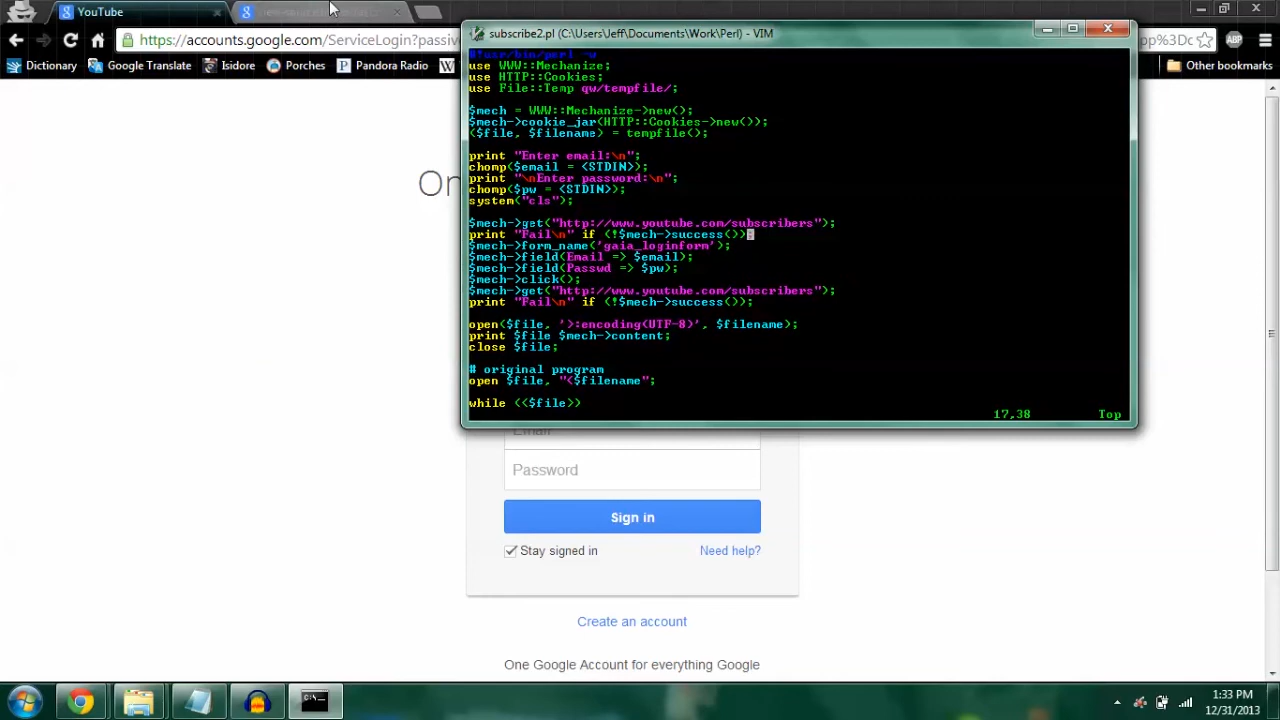 YouTube
https://accounts.google.com/ServiceLogin?passiv
Dictionary
Google Translate
Isidore
Porches
Pandora Radio
Other bookmarks
subscribe2.pl (C:\Users\Jeff\Documents\Work\Perl) - VIM
use WWW::Mechanize;
use HTTP::Cookies;
use File::Temp qw/tempfile/;
$mech = WWW::Mechanize->new();
$mech->cookie_jar(HTTP::Cookies->new());
($file, $filename) = tempfile();
print "Enter email:\n";
chomp($email = <STDIN>);
print "\nEnter password:\n";
chomp($pw = <STDIN>);
system("cls");
$mech->get("http://www.youtube.com/subscribers");
print "Fail\n" if (!$mech->success());
$mech->form_name('gaia_loginform');
$mech->field(Email => $email);
$mech->field(Passwd => $pw);
$mech->click();
$mech->get("http://www.youtube.com/subscribers");
print "Fail\n" if (!$mech->success());
open($file, '>:encoding(UTF-8)', $filename);
print $file $mech->content;
close $file;
# original program
open $file, "<$filename";
while (<$file>)
17,38 Top
On
Email
Password
Sign in
Stay signed in
Need help?
Create an account
One Google Account for everything Google
1:33 PM
12/31/2013